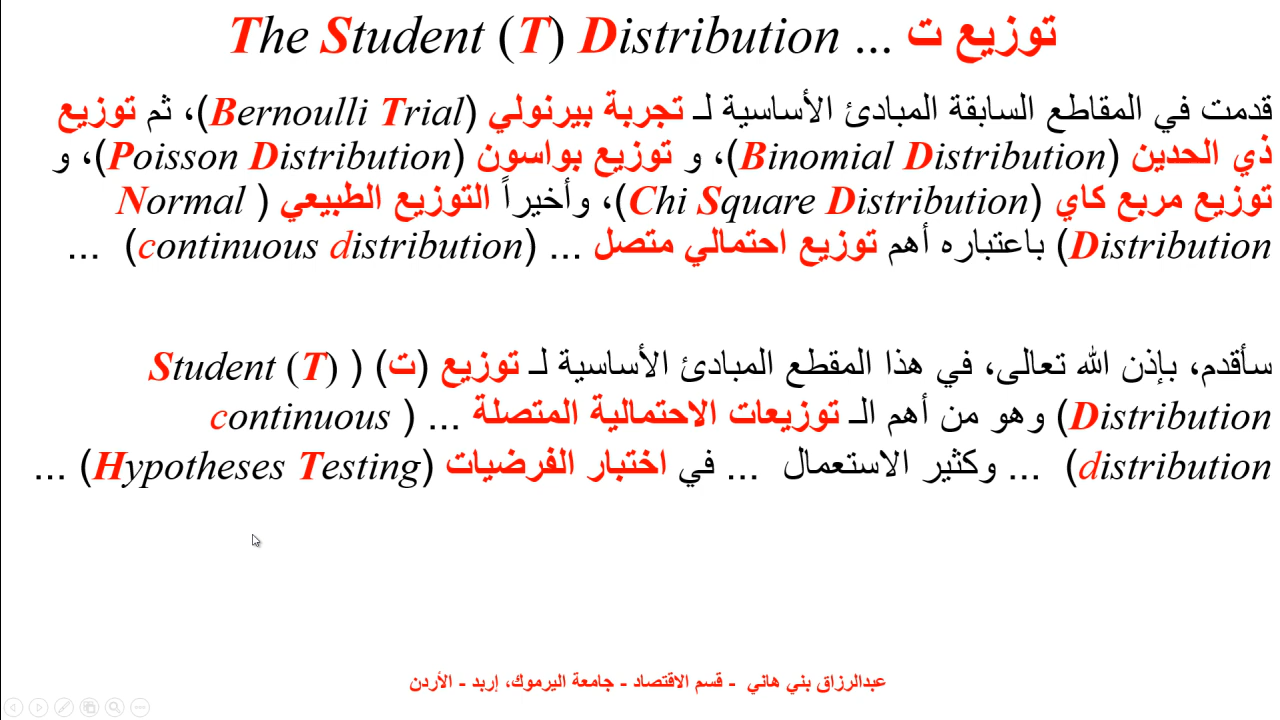 توزيع ت ... The Student (T) Distribution
قدمت في المقاطع السابقة المبادئ الأساسية لـ تجربة بيرنولي (Bernoulli Trial)، ثم توزيع
ذي الحدين (Binomial Distribution)، و توزيع بواسون (Poisson Distribution)، و
توزيع مربع كاي (Chi Square Distribution)، وأخيراً التوزيع الطبيعي (Normal
Distribution) باعتباره أهم توزيع احتمالي متصل ... (continuous distribution) ...
سأقدم، بإذن الله تعالى، في هذا المقطع المبادئ الأساسية لـ توزيع (ت) (Student (T)
Distribution) وهو من أهم الـ توزيعات الاحتمالية المتصلة ... (continuous
distribution) ... وكثير الاستعمال ... في اختبار الفرضيات (Hypotheses Testing) ...
عبدالرزاق بني هاني - قسم الاقتصاد - جامعة اليرموك، إربد - الأردن